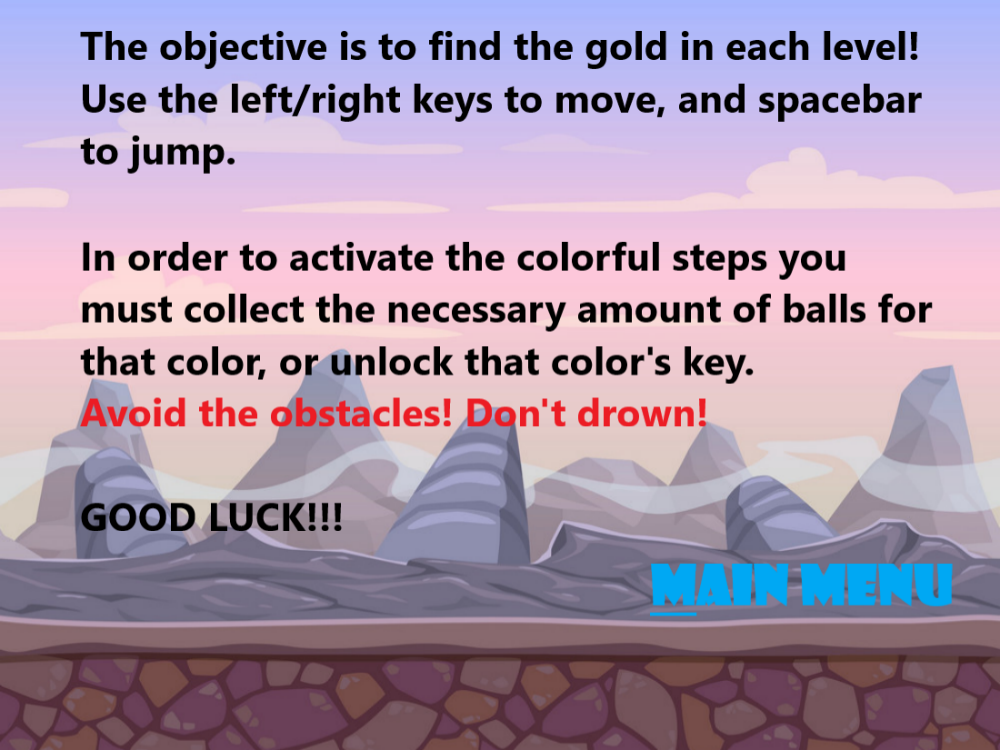 The objective is to find the gold in each level!
Use the left/right keys to move, and spacebar
to jump.
In order to activate the colorful steps you
must collect the necessary amount of balls for
that color, or unlock that color's key.
Avoid the obstacles! Don't drown!
GOOD LUCK!!!
MAIN MENU